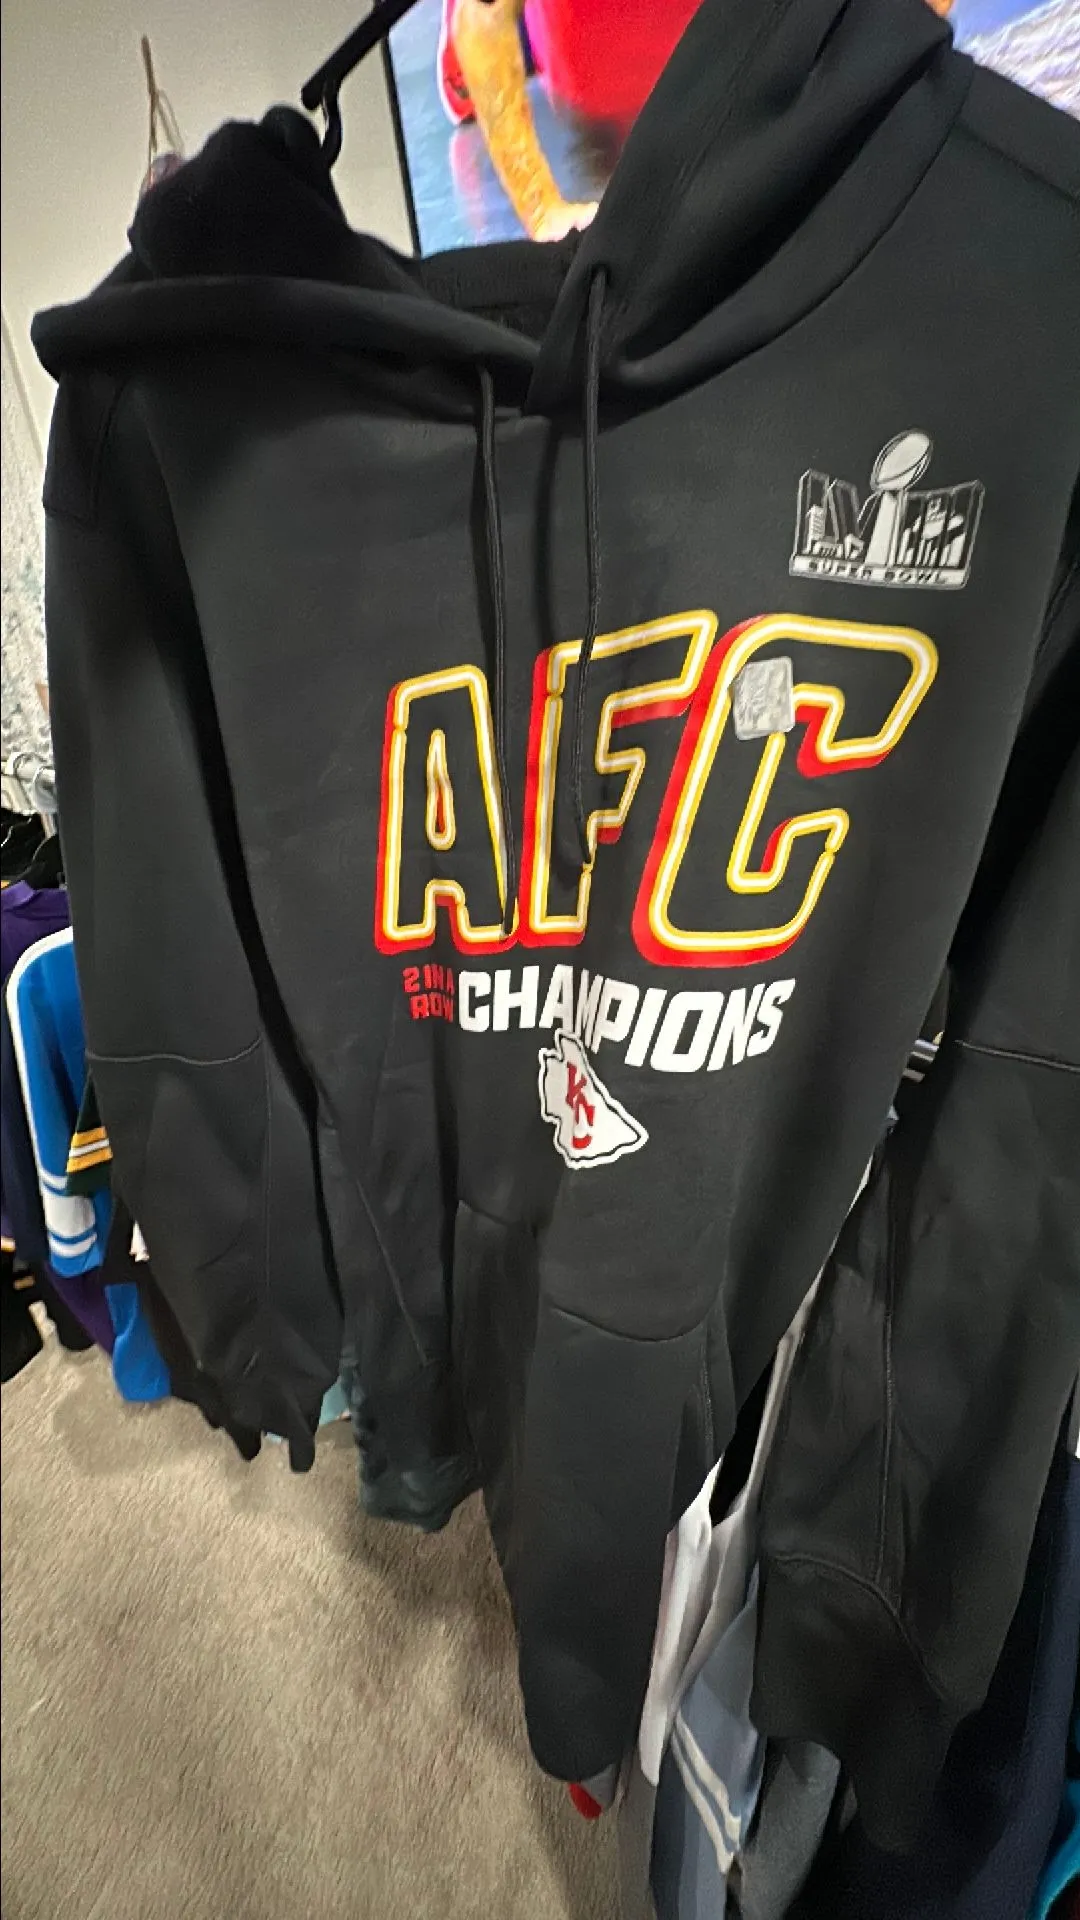 LVIII
SUPER BOWL
AFC
2 IN A
ROW
CHAMPIONS
KC